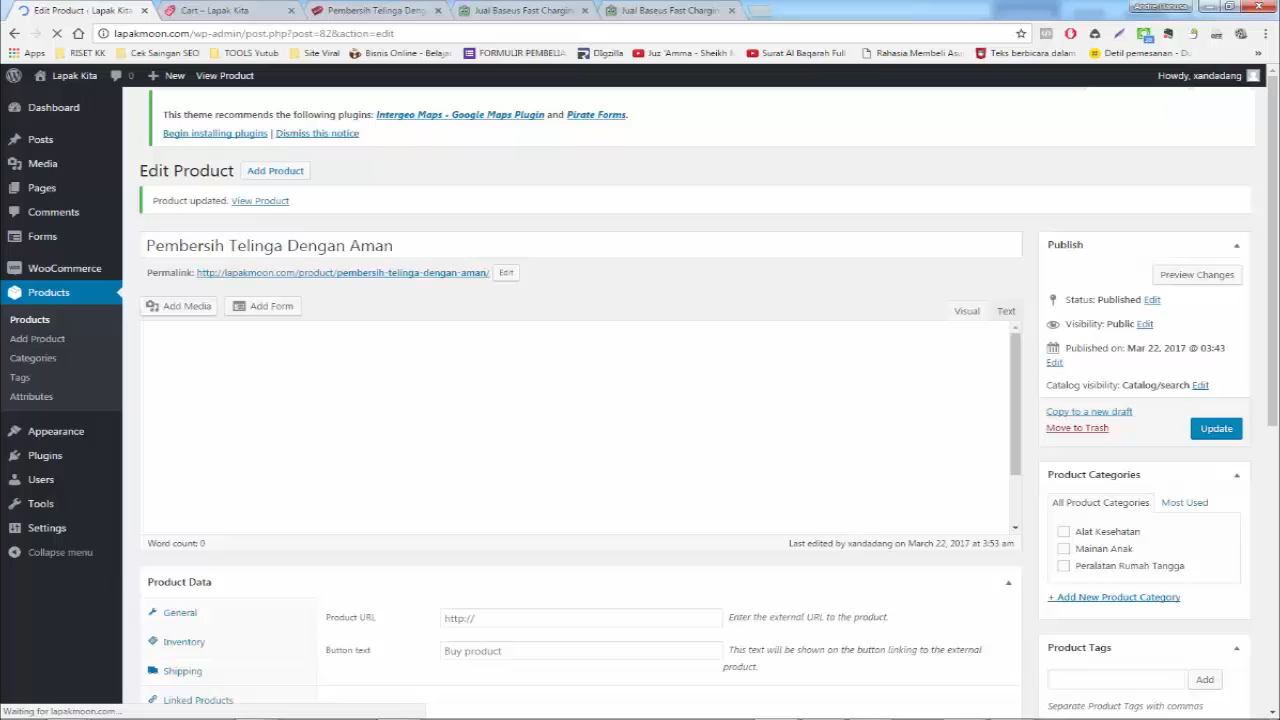 Edit Product ‹ Lapak Kita
Cart – Lapak Kita
Pembersih Telinga Deng
Jual Baseus Fast Chargin
Jual Baseus Fast Chargin
lapakmoon.com/wp-admin/post.php?post=82&action=edit
Apps
RISET KK
Cek Saingan SEO
TOOLS Yutub
Site Viral
Bisnis Online - Belaja
FORMULIR PEMBELIA
Dlgzilla
Juz 'Amma - Sheikh M
Surat Al Baqarah Full
Rahasia Membeli Ase
Teks berbicara dalam
Detil pemesanan - Do
Lapak Kita
0
New
View Product
Howdy, xandadang
Dashboard
Posts
Media
Pages
Comments
Forms
WooCommerce
Products
Products
Add Product
Categories
Tags
Attributes
Appearance
Plugins
Users
Tools
Settings
Collapse menu
This theme recommends the following plugins: Intergeo Maps - Google Maps Plugin and Pirate Forms.
Begin installing plugins | Dismiss this notice
Edit Product Add Product
Product updated. View Product
Pembersih Telinga Dengan Aman
Permalink: http://lapakmoon.com/product/pembersih-telinga-dengan-aman/ Edit
Add Media
Add Form
Visual
Text
Word count: 0
Last edited by xandadang on March 22, 2017 at 3:53 am
Product Data
General
Inventory
Shipping
Linked Products
Product URL
http://
Enter the external URL to the product.
Button text
Buy product
This text will be shown on the button linking to the external
product.
Publish
Preview Changes
Status: Published Edit
Visibility: Public Edit
Published on: Mar 22, 2017 @ 03:43
Edit
Catalog visibility: Catalog/search Edit
Copy to a new draft
Move to Trash
Update
Product Categories
All Product Categories
Most Used
Alat Kesehatan
Mainan Anak
Peralatan Rumah Tangga
+ Add New Product Category
Product Tags
Add
Separate Product Tags with commas
Waiting for lapakmoon.com...